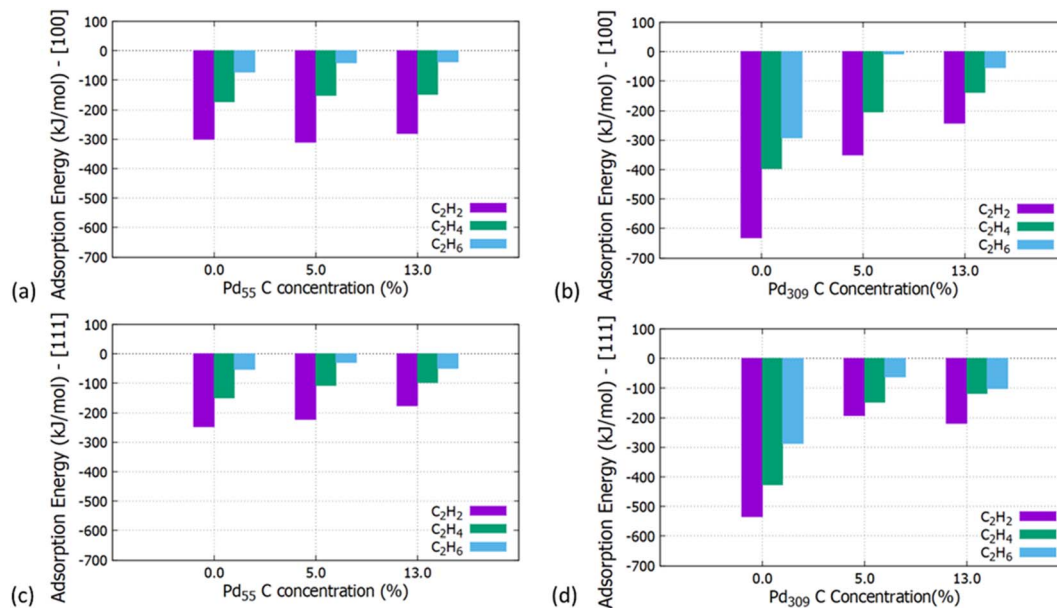 Adsorption Energy (kJ/mol) - [100]
100
0
-100
-200
-300
-400
-500
-600
-700
C₂H₂
C₂H₄
C₂H₆
0.0 5.0 13.0
(a) Pd₅₅ C concentration (%)
Adsorption Energy (kJ/mol) - [100]
100
0
-100
-200
-300
-400
-500
-600
-700
C₂H₂
C₂H₄
C₂H₆
0.0 5.0 13.0
(b) Pd₃₀₉ C Concentration(%)
Adsorption Energy (kJ/mol) - [111]
100
0
-100
-200
-300
-400
-500
-600
-700
C₂H₂
C₂H₄
C₂H₆
0.0 5.0 13.0
(c) Pd₅₅ C concentration (%)
Adsorption Energy (kJ/mol) - [111]
100
0
-100
-200
-300
-400
-500
-600
-700
C₂H₂
C₂H₄
C₂H₆
0.0 5.0 13.0
(d) Pd₃₀₉ C Concentration(%)